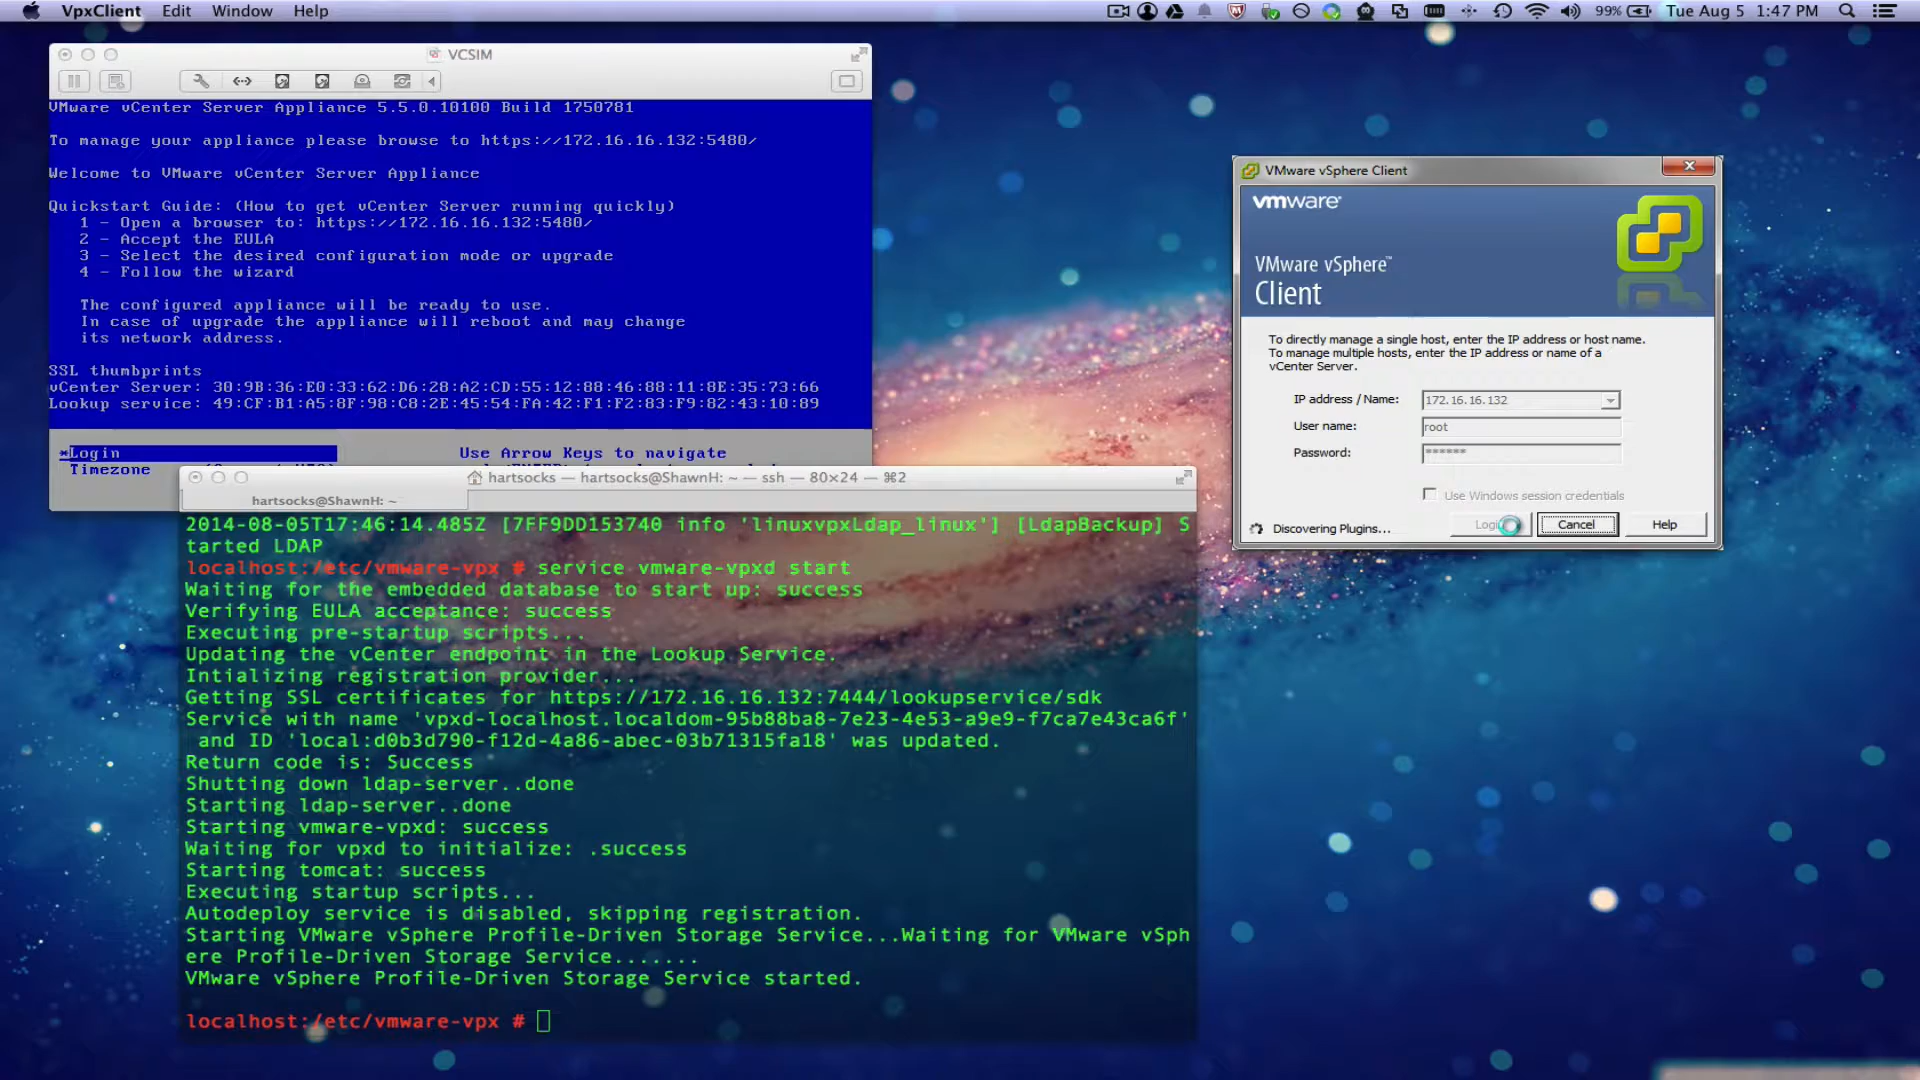 VpxClient Edit Window Help
99% Tue Aug 5 1:47 PM
VCSIM
VMware vCenter Server Appliance 5.5.0.10100 Build 1750781
To manage your appliance please browse to https://172.16.16.132:5480/
Welcome to VMware vCenter Server Appliance
Quickstart Guide: (How to get vCenter Server running quickly)
1 - Open a browser to: https://172.16.16.132:5480/
2 - Accept the EULA
3 - Select the desired configuration mode or upgrade
4 - Follow the wizard
The configured appliance will be ready to use.
In case of upgrade the appliance will reboot and may change
its network address.
SSL thumbprints
vCenter Server: 30:9B:36:E0:33:62:D6:28:A2:CD:55:12:88:46:88:11:8E:35:73:66
Lookup service: 49:CF:B1:A5:8F:98:C8:2E:45:54:FA:42:F1:F2:83:F9:82:43:10:89
*Login
Use Arrow Keys to navigate
Timezone
hartsocks — hartsocks@ShawnH: ~ — ssh — 80×24 — ⌘2
hartsocks@ShawnH: ~
2014-08-05T17:46:14.485Z [7FF9DD153740 info 'linuxvpxLdap_linux'] [LdapBackup] S
tarted LDAP
localhost:/etc/vmware-vpx # service vmware-vpxd start
Waiting for the embedded database to start up: success
Verifying EULA acceptance: success
Executing pre-startup scripts...
Updating the vCenter endpoint in the Lookup Service.
Intializing registration provider...
Getting SSL certificates for https://172.16.16.132:7444/lookupservice/sdk
Service with name 'vpxd-localhost.localdom-95b88ba8-7e23-4e53-a9e9-f7ca7e43ca6f'
and ID 'local:d0b3d790-f12d-4a86-abec-03b71315fa18' was updated.
Return code is: Success
Shutting down ldap-server..done
Starting ldap-server..done
Starting vmware-vpxd: success
Waiting for vpxd to initialize: .success
Starting tomcat: success
Executing startup scripts...
Autodeploy service is disabled, skipping registration.
Starting VMware vSphere Profile-Driven Storage Service...Waiting for VMware vSph
ere Profile-Driven Storage Service.......
VMware vSphere Profile-Driven Storage Service started.
localhost:/etc/vmware-vpx #
VMware vSphere Client
vmware
VMware vSphere™
Client
To directly manage a single host, enter the IP address or host name.
To manage multiple hosts, enter the IP address or name of a
vCenter Server.
IP address / Name: 172.16.16.132
User name: root
Password: ******
Use Windows session credentials
Discovering Plugins...
Login
Cancel
Help